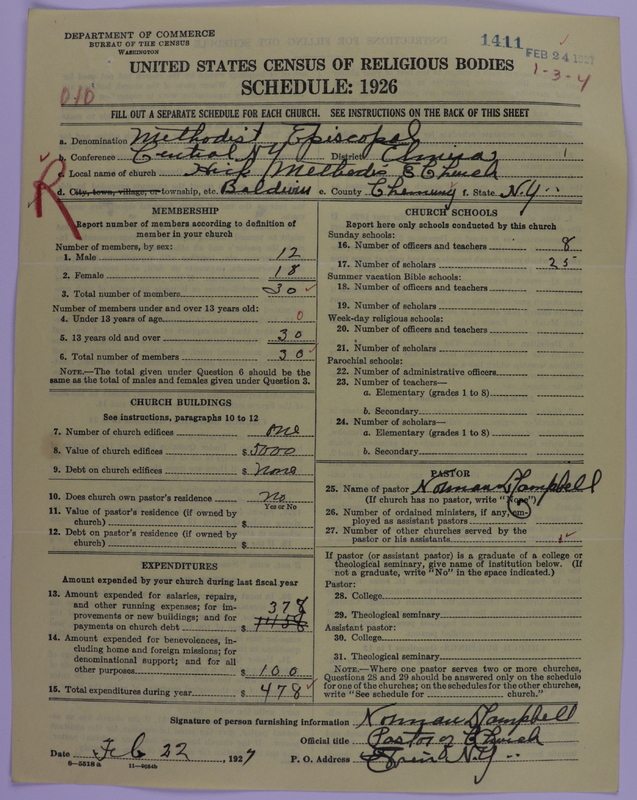 DEPARTMENT OF COMMERCE
BUREAU OF THE CENSUS
WASHINGTON
1411
FEB 24 1927
UNITED STATES CENSUS OF RELIGIOUS BODIES
1-3-4
SCHEDULE: 1926
010
FILL OUT A SEPARATE SCHEDULE FOR EACH CHURCH. SEE INSTRUCTIONS ON THE BACK OF THIS SHEET
a. Denomination Methodist Episcopal
b. Conference Central N.Y. District Elmira
c. Local name of church Methodis E Church
R
d. City, town, village, or township, etc. Baldwin e. County Chemung f. State N.Y.
MEMBERSHIP
Report number of members according to definition of member in your church
Number of members, by sex:
1. Male 12
2. Female 18
3. Total number of members 30
Number of members under and over 13 years old:
4. Under 13 years of age 0
5. 13 years old and over 30
6. Total number of members 30
NOTE.—The total given under Question 6 should be
same as the total of males and females given under Question 3.
CHURCH BUILDINGS
See instructions, paragraphs 10 to 12
7. Number of church edifices one
8. Value of church edifices $ 5000
9. Debt on church edifices $ None
10. Does church own pastor's residence No
Yes or No
11. Value of pastor's residence (if owned by
church) $
12. Debt on pastor's residence (if owned by
church) $
EXPENDITURES
Amount expended by your church during last fiscal year
13. Amount expended for salaries, repairs,
and other running expenses; for im-
provements or new buildings; and for
payments on church debt $ 378
14. Amount expended for benevolences, in-
cluding home and foreign missions; for
denominational support; and for all
other purposes $ 100
15. Total expenditures during year $ 478
CHURCH SCHOOLS
Report here only schools conducted by this church
Sunday schools:
16. Number of officers and teachers 8
17. Number of scholars 25
Summer vacation Bible schools:
18. Number of officers and teachers
19. Number of scholars
Week-day religious schools:
20. Number of officers and teachers
21. Number of scholars
Parochial schools:
22. Number of administrative officers
23. Number of teachers—
a. Elementary (grades 1 to 8)
b. Secondary
24. Number of scholars—
a. Elementary (grades 1 to 8)
b. Secondary
PASTOR
25. Name of pastor Norman D Campbell
(If church has no pastor, write "None")
26. Number of ordained ministers, if any, em-
ployed as assistant pastors
27. Number of other churches served by the
pastor or his assistants 1
If pastor (or assistant pastor) is a graduate of a college or
theological seminary, give name of institution below. (If
not a graduate, write "No" in the space indicated.)
Pastor:
28. College
29. Theological seminary
Assistant pastor:
30. College
31. Theological seminary
NOTE.—Where one pastor serves two or more churches,
Questions 28 and 29 should be answered only on the schedule
for one of the churches; on the schedules for the other churches,
write "See schedule for church."
Signature of person furnishing information Norman D Campbell
Official title Pastor of Church
Date Feb 22, 1927 P. O. Address Erin N.Y.
8-5518a 11-9084b